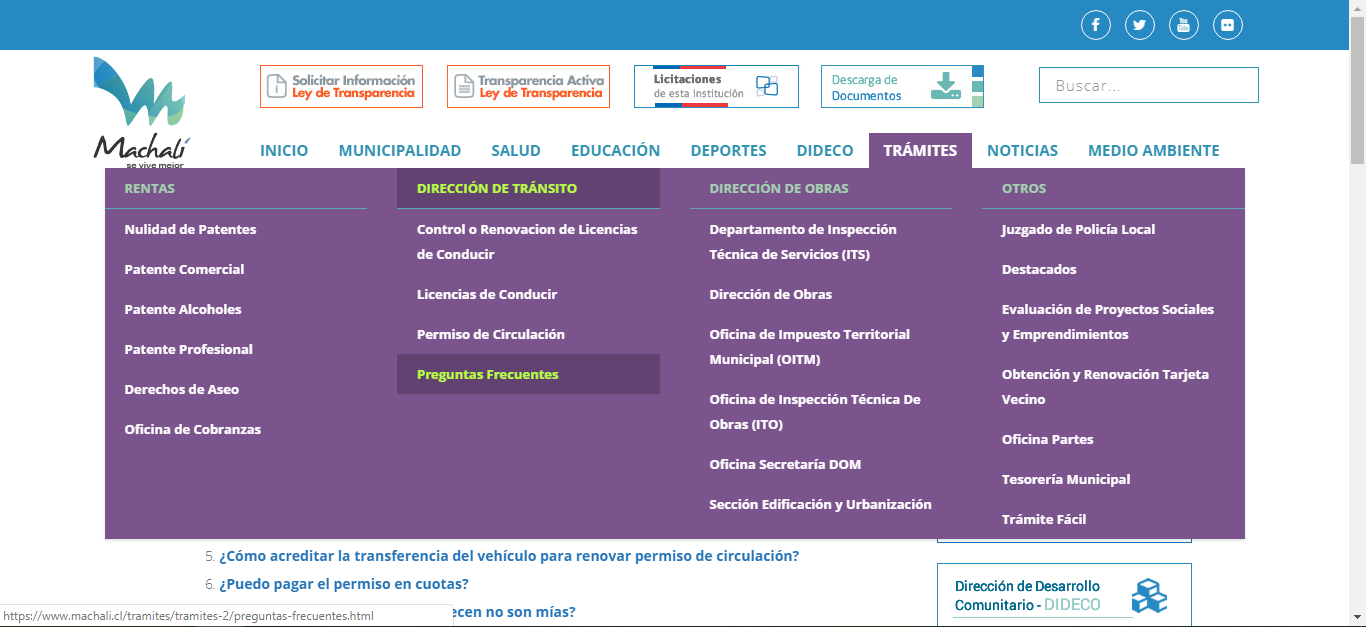 Solicitar Información
Ley de Transparencia
Transparencia Activa
Ley de Transparencia
Licitaciones
de esta institución
Descarga de
Documentos
Buscar...
Machalí
se vive mejor
INICIO
MUNICIPALIDAD
SALUD
EDUCACIÓN
DEPORTES
DIDECO
TRÁMITES
NOTICIAS
MEDIO AMBIENTE
RENTAS
Nulidad de Patentes
Patente Comercial
Patente Alcoholes
Patente Profesional
Derechos de Aseo
Oficina de Cobranzas
DIRECCIÓN DE TRÁNSITO
Control o Renovacion de Licencias
de Conducir
Licencias de Conducir
Permiso de Circulación
Preguntas Frecuentes
DIRECCIÓN DE OBRAS
Departamento de Inspección
Técnica de Servicios (ITS)
Dirección de Obras
Oficina de Impuesto Territorial
Municipal (OITM)
Oficina de Inspección Técnica De
Obras (ITO)
Oficina Secretaría DOM
Sección Edificación y Urbanización
OTROS
Juzgado de Policía Local
Destacados
Evaluación de Proyectos Sociales
y Emprendimientos
Obtención y Renovación Tarjeta
Vecino
Oficina Partes
Tesorería Municipal
Trámite Fácil
5. ¿Cómo acreditar la transferencia del vehículo para renovar permiso de circulación?
6. ¿Puedo pagar el permiso en cuotas?
ecen no son mías?
Dirección de Desarrollo
Comunitario - DIDECO
https://www.machali.cl/tramites/tramites-2/preguntas-frecuentes.html